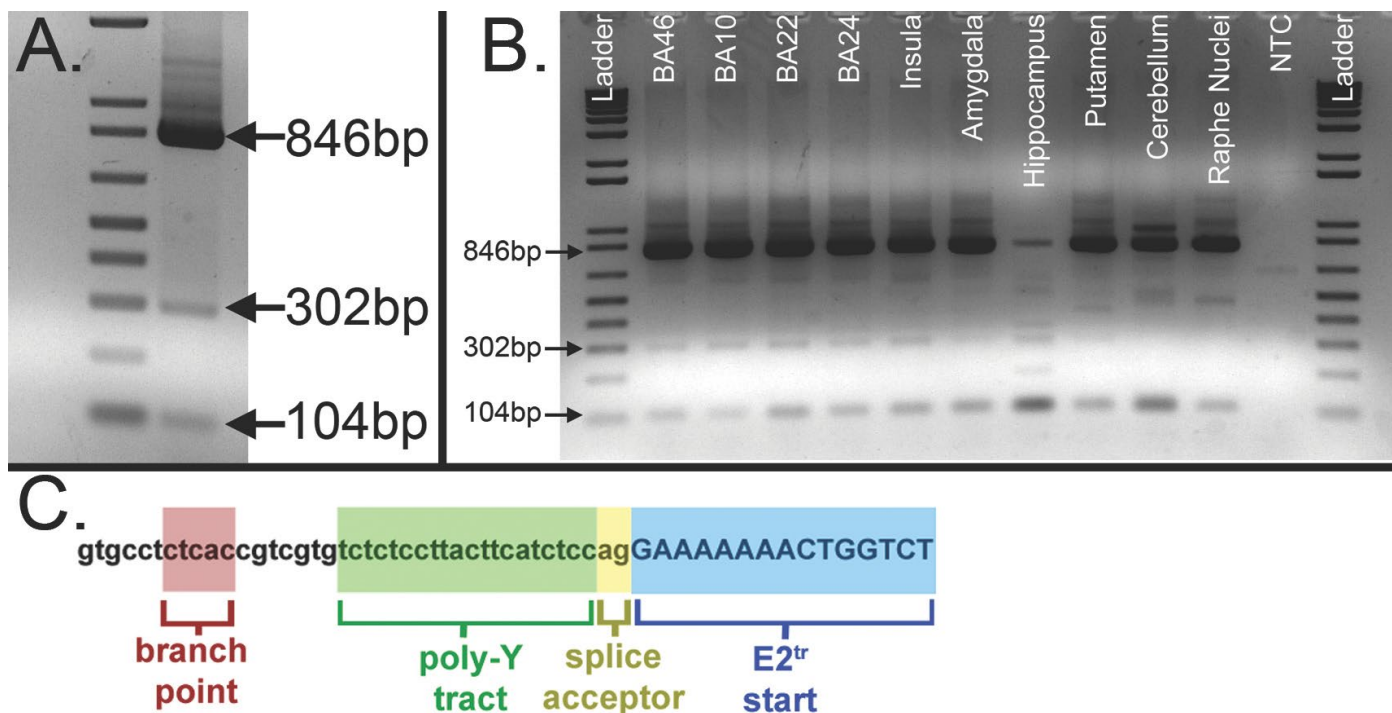 A.
846bp
302bp
104bp
B.
Ladder
BA46
BA10
BA22
BA24
Insula
Amygdala
Hippocampus
Putamen
Cerebellum
Raphe Nuclei
NTC
Ladder
846bp
302bp
104bp
C.
gtgcctctcaccgtcgtgtctctccttacttcatctccagGAAAAAAACTGGTCT
branch point
poly-Y tract
splice acceptor
E2tr start